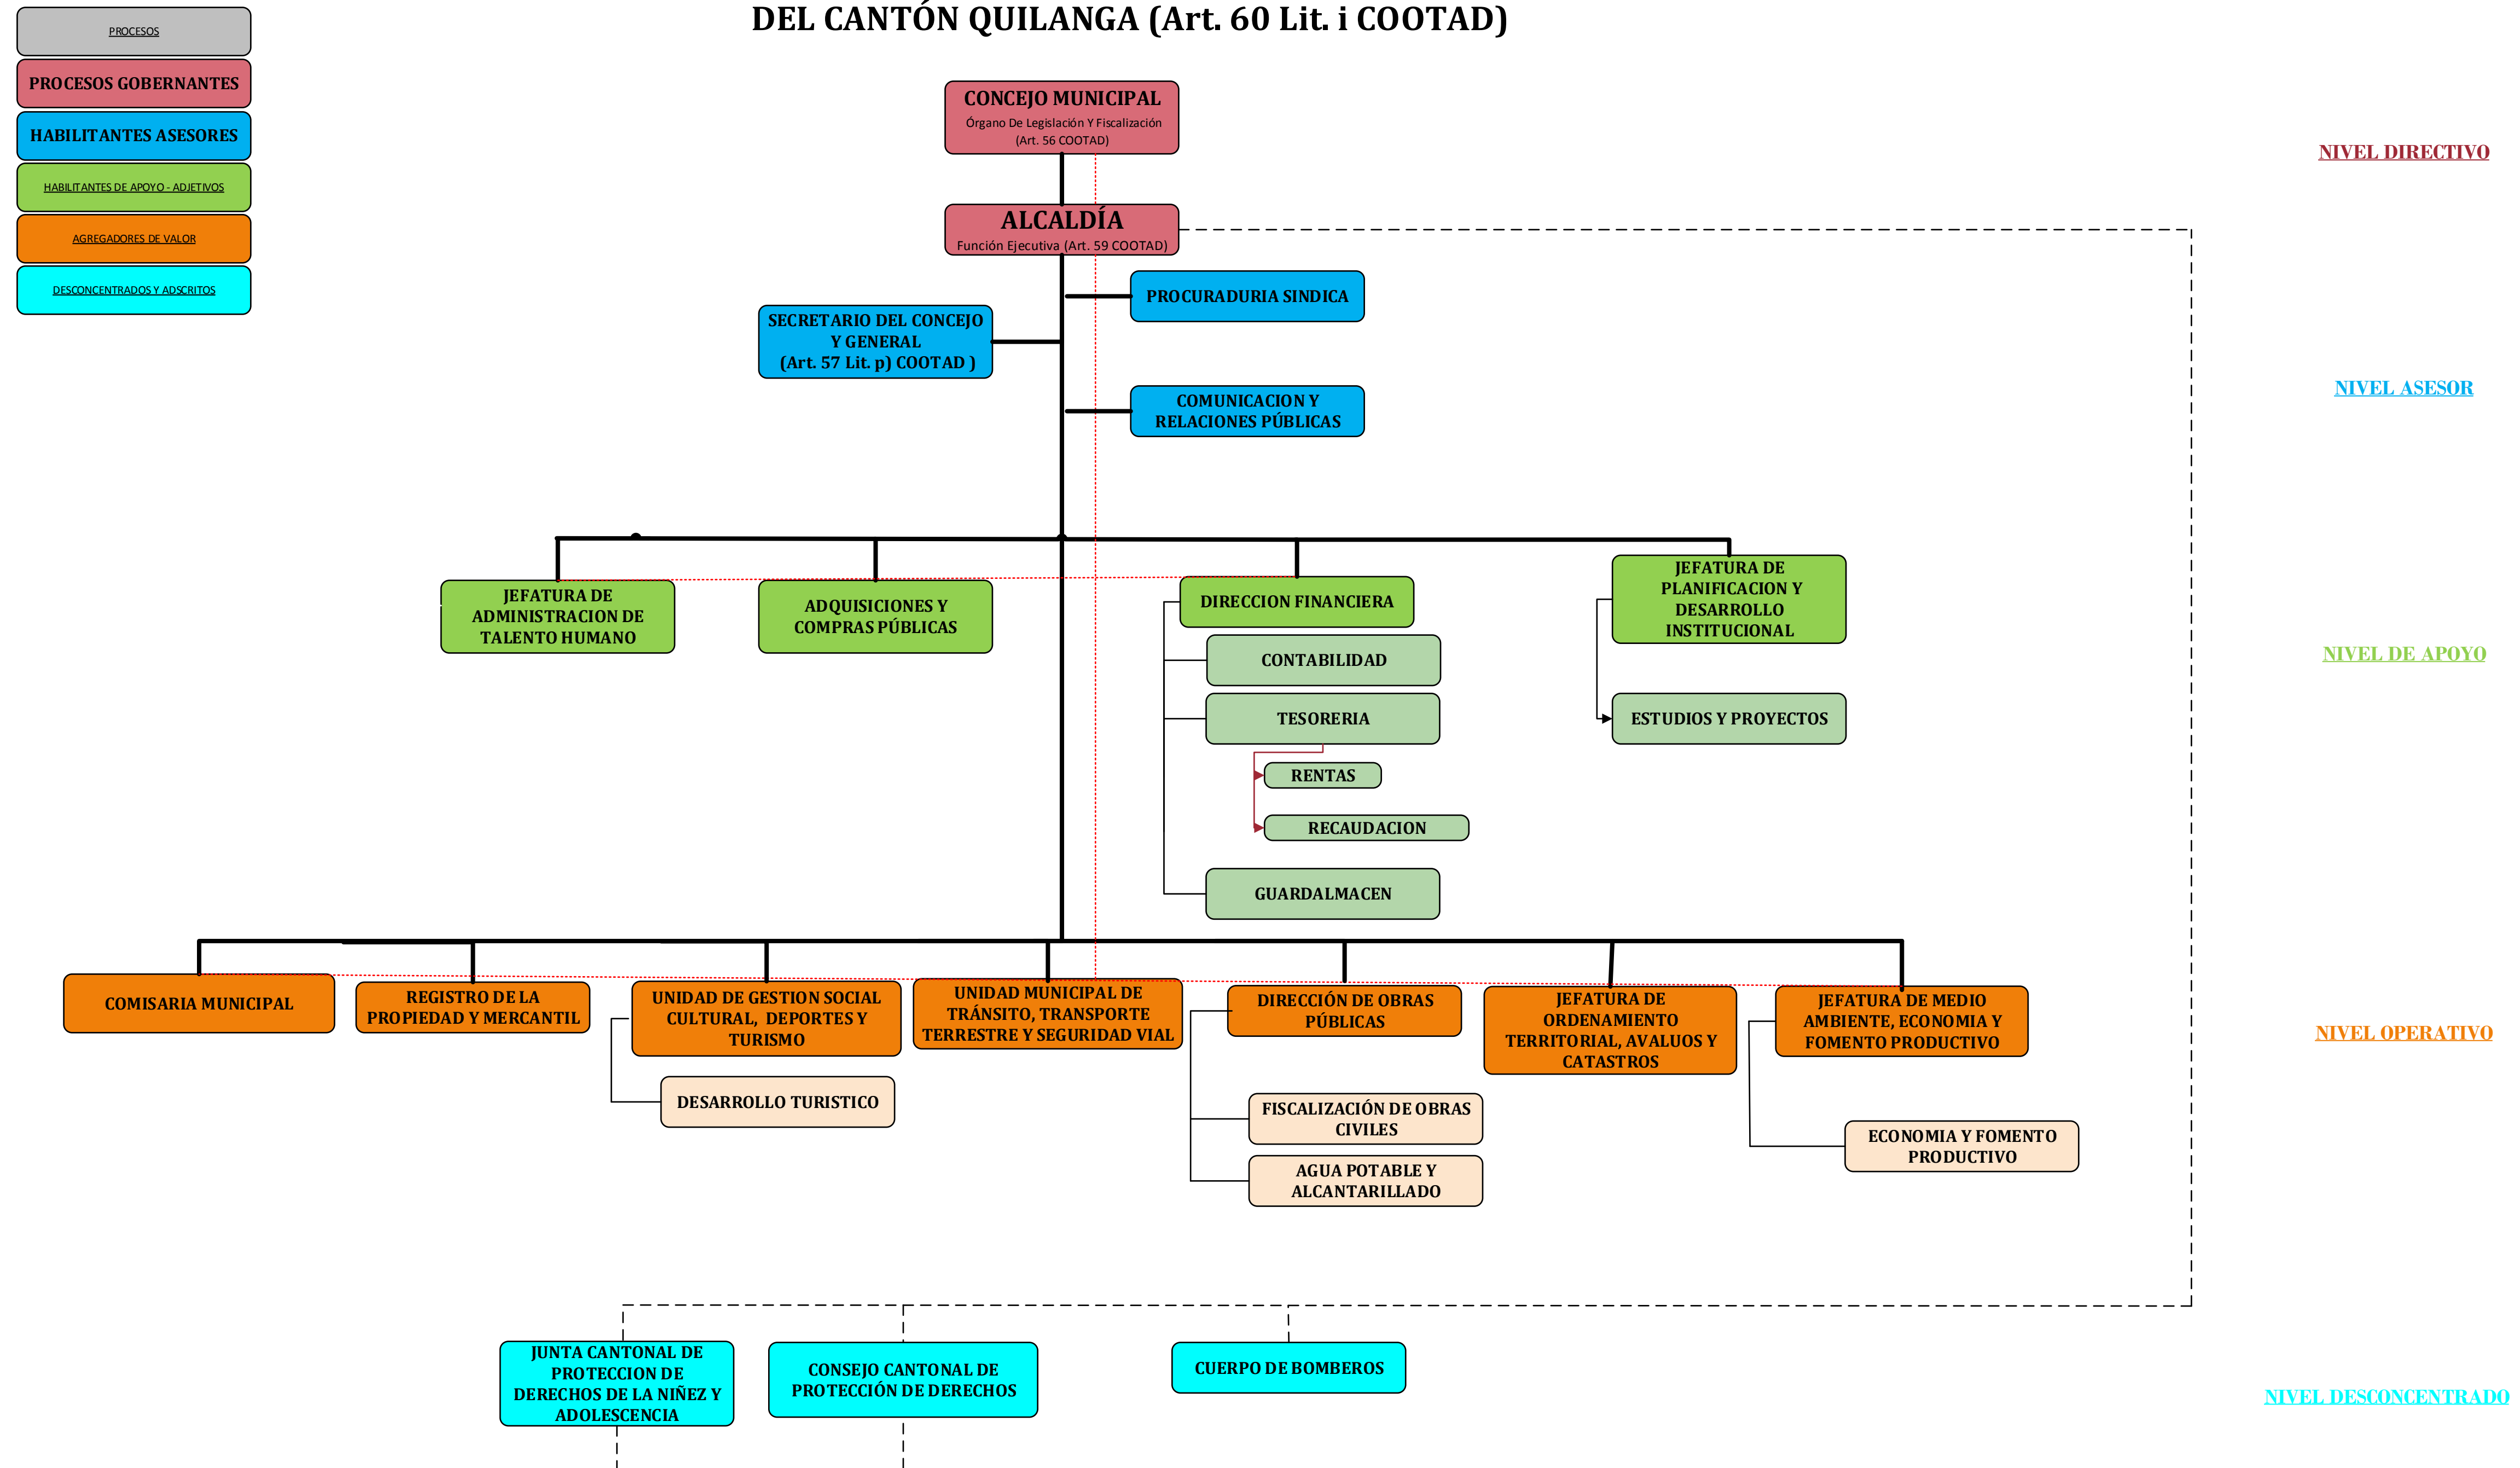 DEL CANTÓN QUILANGA (Art. 60 Lit. i COOTAD)
PROCESOS
PROCESOS GOBERNANTES
HABILITANTES ASESORES
HABILITANTES DE APOYO - ADJETIVOS
AGREGADORES DE VALOR
DESCONCENTRADOS Y ADSCRITOS
CONCEJO MUNICIPAL
Órgano De Legislación Y Fiscalización
(Art. 56 COOTAD)
NIVEL DIRECTIVO
ALCALDÍA
Función Ejecutiva (Art. 59 COOTAD)
PROCURADURIA SINDICA
SECRETARIO DEL CONCEJO
Y GENERAL
(Art. 57 Lit. p) COOTAD )
COMUNICACION Y
RELACIONES PÚBLICAS
NIVEL ASESOR
JEFATURA DE
ADMINISTRACION DE
TALENTO HUMANO
ADQUISICIONES Y
COMPRAS PÚBLICAS
DIRECCION FINANCIERA
CONTABILIDAD
TESORERIA
RENTAS
RECAUDACION
GUARDALMACEN
JEFATURA DE
PLANIFICACION Y
DESARROLLO
INSTITUCIONAL
ESTUDIOS Y PROYECTOS
NIVEL DE APOYO
COMISARIA MUNICIPAL
REGISTRO DE LA
PROPIEDAD Y MERCANTIL
UNIDAD DE GESTION SOCIAL
CULTURAL, DEPORTES Y
TURISMO
DESARROLLO TURISTICO
UNIDAD MUNICIPAL DE
TRÁNSITO, TRANSPORTE
TERRESTRE Y SEGURIDAD VIAL
DIRECCIÓN DE OBRAS
PÚBLICAS
FISCALIZACIÓN DE OBRAS
CIVILES
AGUA POTABLE Y
ALCANTARILLADO
JEFATURA DE
ORDENAMIENTO
TERRITORIAL, AVALUOS Y
CATASTROS
JEFATURA DE MEDIO
AMBIENTE, ECONOMIA Y
FOMENTO PRODUCTIVO
ECONOMIA Y FOMENTO
PRODUCTIVO
NIVEL OPERATIVO
JUNTA CANTONAL DE
PROTECCION DE
DERECHOS DE LA NIÑEZ Y
ADOLESCENCIA
CONSEJO CANTONAL DE
PROTECCIÓN DE DERECHOS
CUERPO DE BOMBEROS
NIVEL DESCONCENTRADO